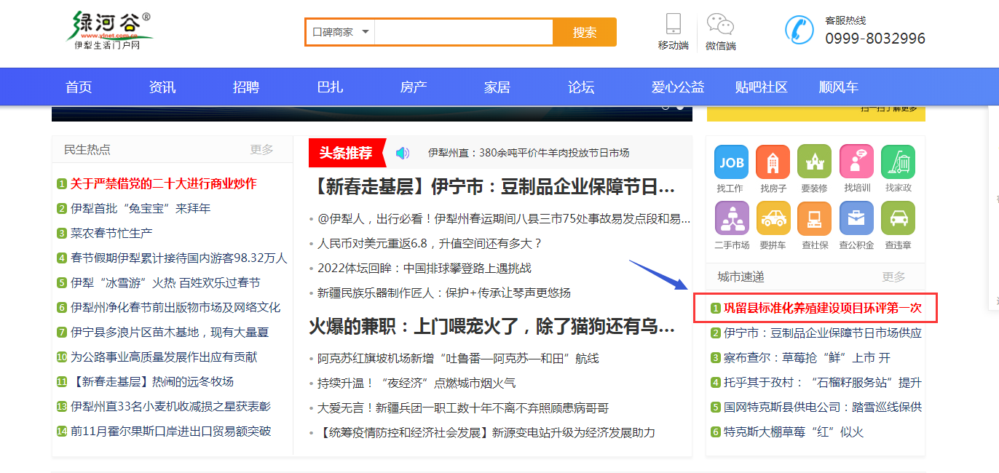 绿河谷®
www.ylnet.com.cn
伊犁生活门户网
口碑商家
搜索
移动端
微信端
客服热线
0999-8032996
首页 资讯 招聘 巴扎 房产 家居 论坛 爱心公益 贴吧社区 顺风车
扫一扫了解更多
民生热点 更多
1 关于严禁借党的二十大进行商业炒作
2 伊犁首批“兔宝宝”来拜年
3 菜农春节忙生产
4 春节假期伊犁累计接待国内游客98.32万人
5 伊犁“冰雪游”火热 百姓欢乐过春节
6 伊犁州净化春节前出版物市场及网络文化
7 伊宁县多浪片区苗木基地，现有大量夏
10 为公路事业高质量发展作出应有贡献
11 【新春走基层】热闹的远冬牧场
13 伊犁州直33名小麦机收减损之星获表彰
14 前11月霍尔果斯口岸进出口贸易额突破
头条推荐
伊犁州直：380余吨平价牛羊肉投放节日市场
【新春走基层】伊宁市：豆制品企业保障节日...
@伊犁人，出行必看！伊犁州春运期间八县三市75处事故易发点段和易...
人民币对美元重返6.8，升值空间还有多大？
2022体坛回眸：中国排球攀登路上遇挑战
新疆民族乐器制作匠人：保护+传承让琴声更悠扬
火爆的兼职：上门喂宠火了，除了猫狗还有乌...
阿克苏红旗坡机场新增“吐鲁番—阿克苏—和田”航线
持续升温！“夜经济”点燃城市烟火气
大爱无言！新疆兵团一职工数十年不离不弃照顾患病哥哥
【统筹疫情防控和经济社会发展】新源变电站升级为经济发展助力
JOB
找工作 找房子 要装修 找培训 找家政
二手市场 要拼车 查社保 查公积金 查违章
城市速递 更多
1 巩留县标准化养殖建设项目环评第一次
2 伊宁市：豆制品企业保障节日市场供应
3 察布查尔：草莓抢“鲜”上市 开
4 托乎其于孜村：“石榴籽服务站”提升
5 国网特克斯县供电公司：踏雪巡线保供
6 特克斯大棚草莓“红”似火